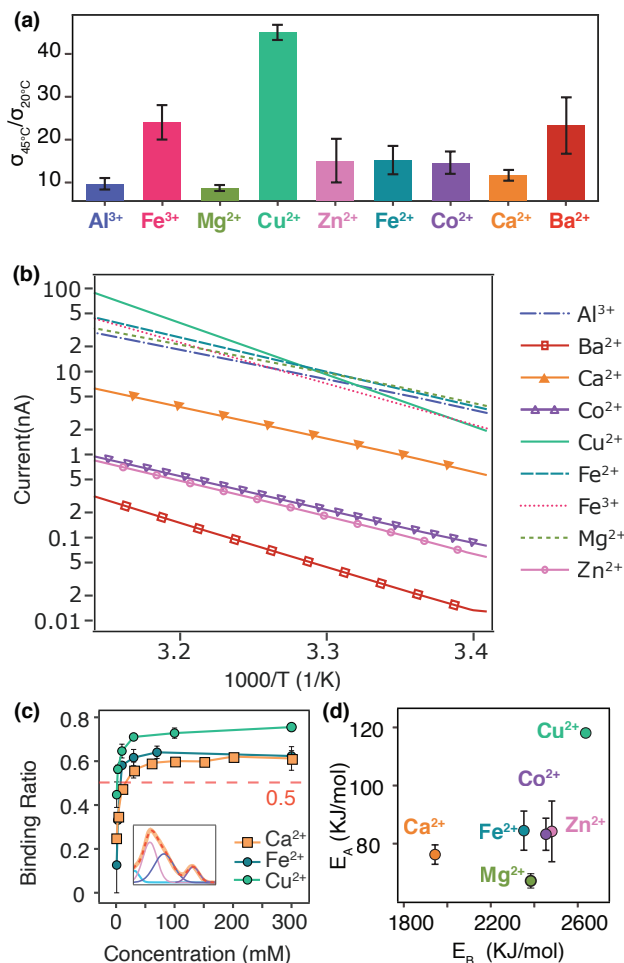 (a)
σ45°C/σ20°C
40
30
20
10
Al³⁺ Fe³⁺ Mg²⁺ Cu²⁺ Zn²⁺ Fe²⁺ Co²⁺ Ca²⁺ Ba²⁺
(b)
Current(nA)
100
5
2
10
5
2
1
5
2
0.1
5
2
0.01
3.2 3.3 3.4
1000/T (1/K)
Al³⁺
Ba²⁺
Ca²⁺
Co²⁺
Cu²⁺
Fe²⁺
Fe³⁺
Mg²⁺
Zn²⁺
(c)
Binding Ratio
0.8
0.6
0.4
0.2
0.0
0.5
Ca²⁺
Fe²⁺
Cu²⁺
0 100 200 300
Concentration (mM)
(d)
E_A (KJ/mol)
120
100
80
Cu²⁺
Co²⁺
Ca²⁺
Fe²⁺
Zn²⁺
Mg²⁺
1800 2200 2600
E_B (KJ/mol)